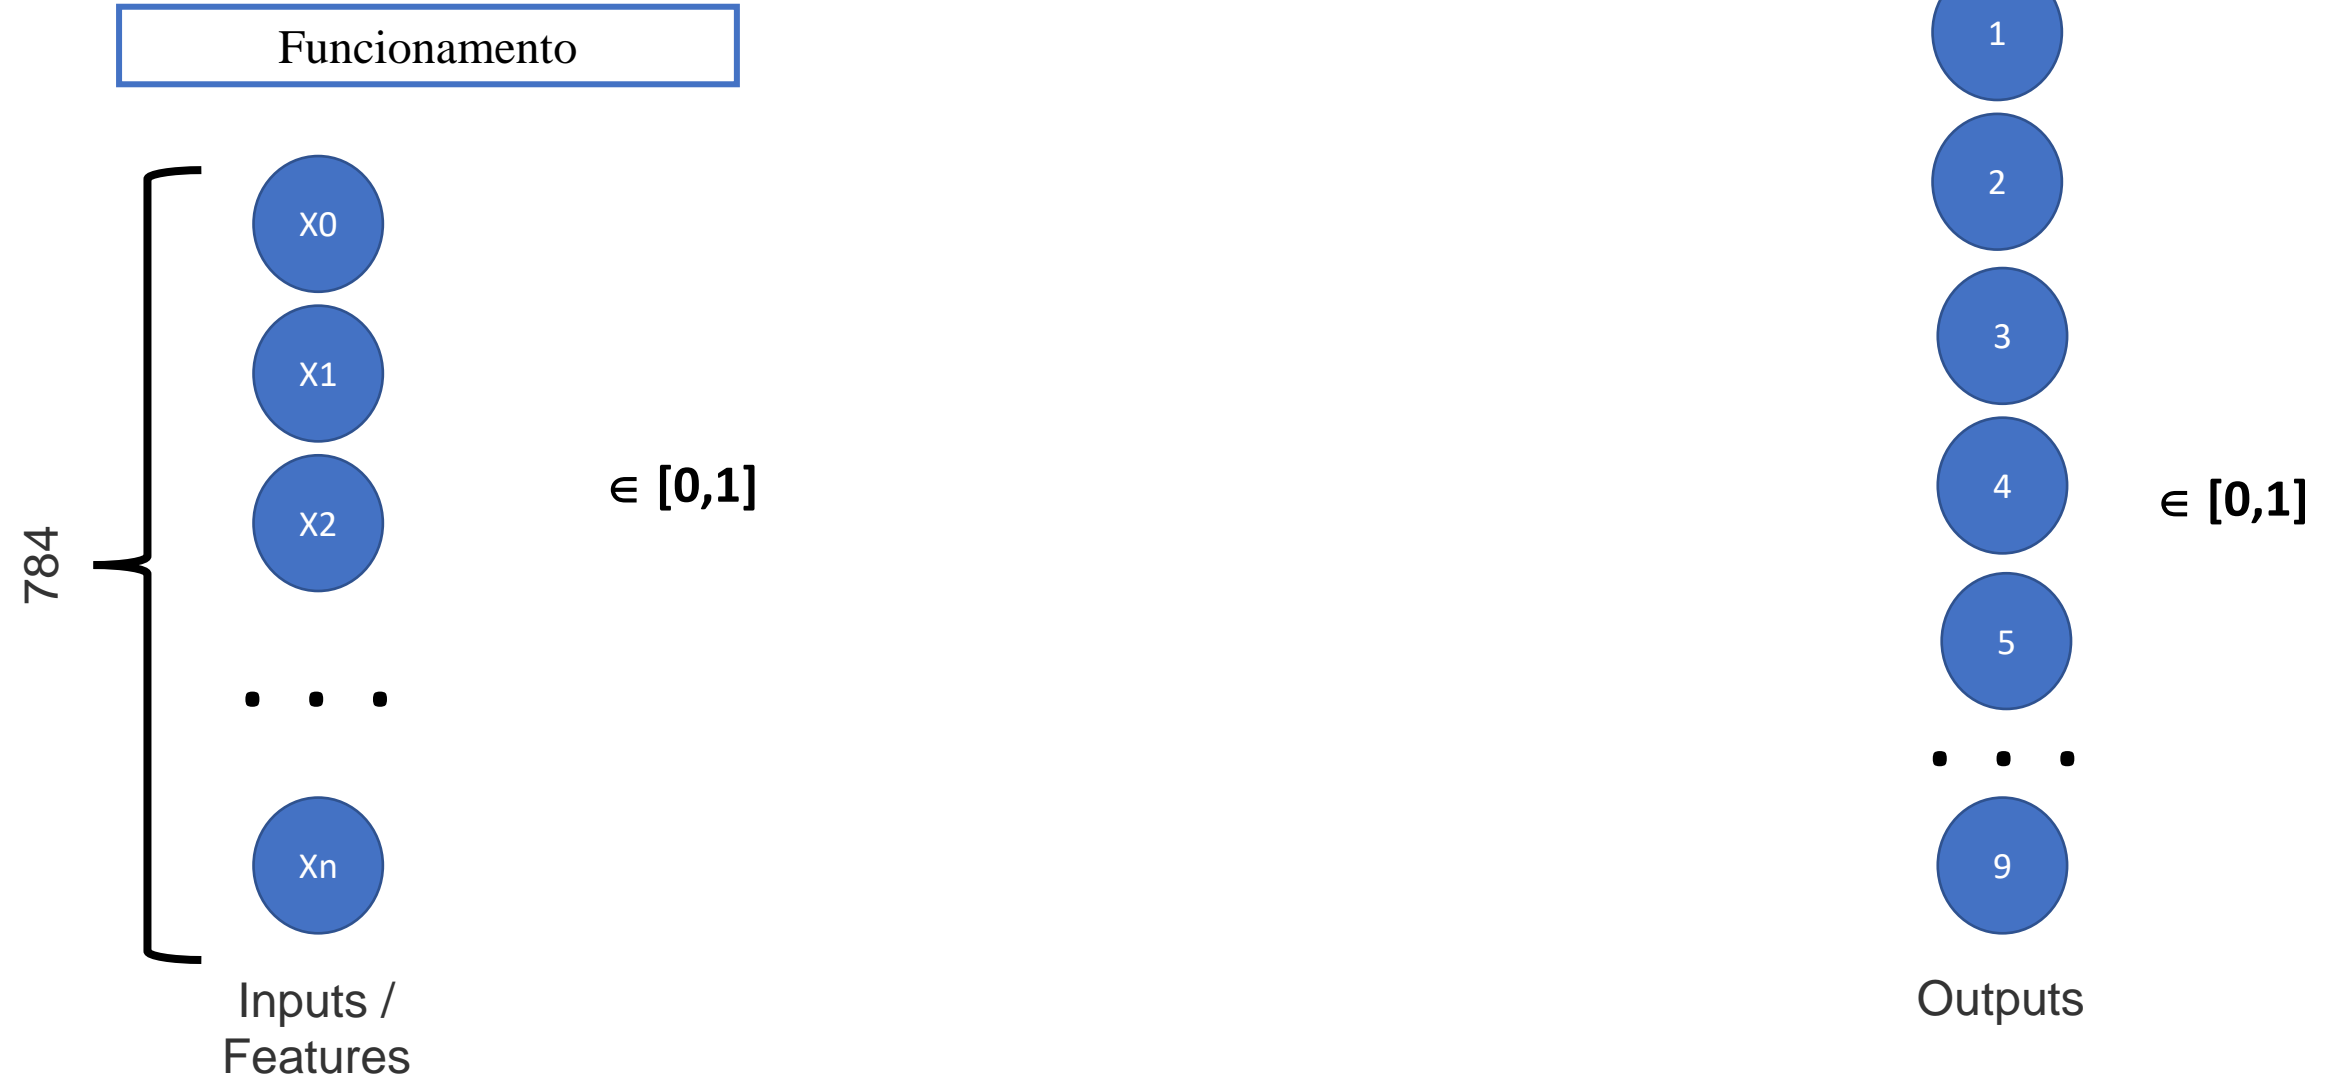 Funcionamento
784
X0
X1
X2
. . .
Xn
Inputs /
Features
∈ [0,1]
1
2
3
4
5
. . .
9
Outputs
∈ [0,1]